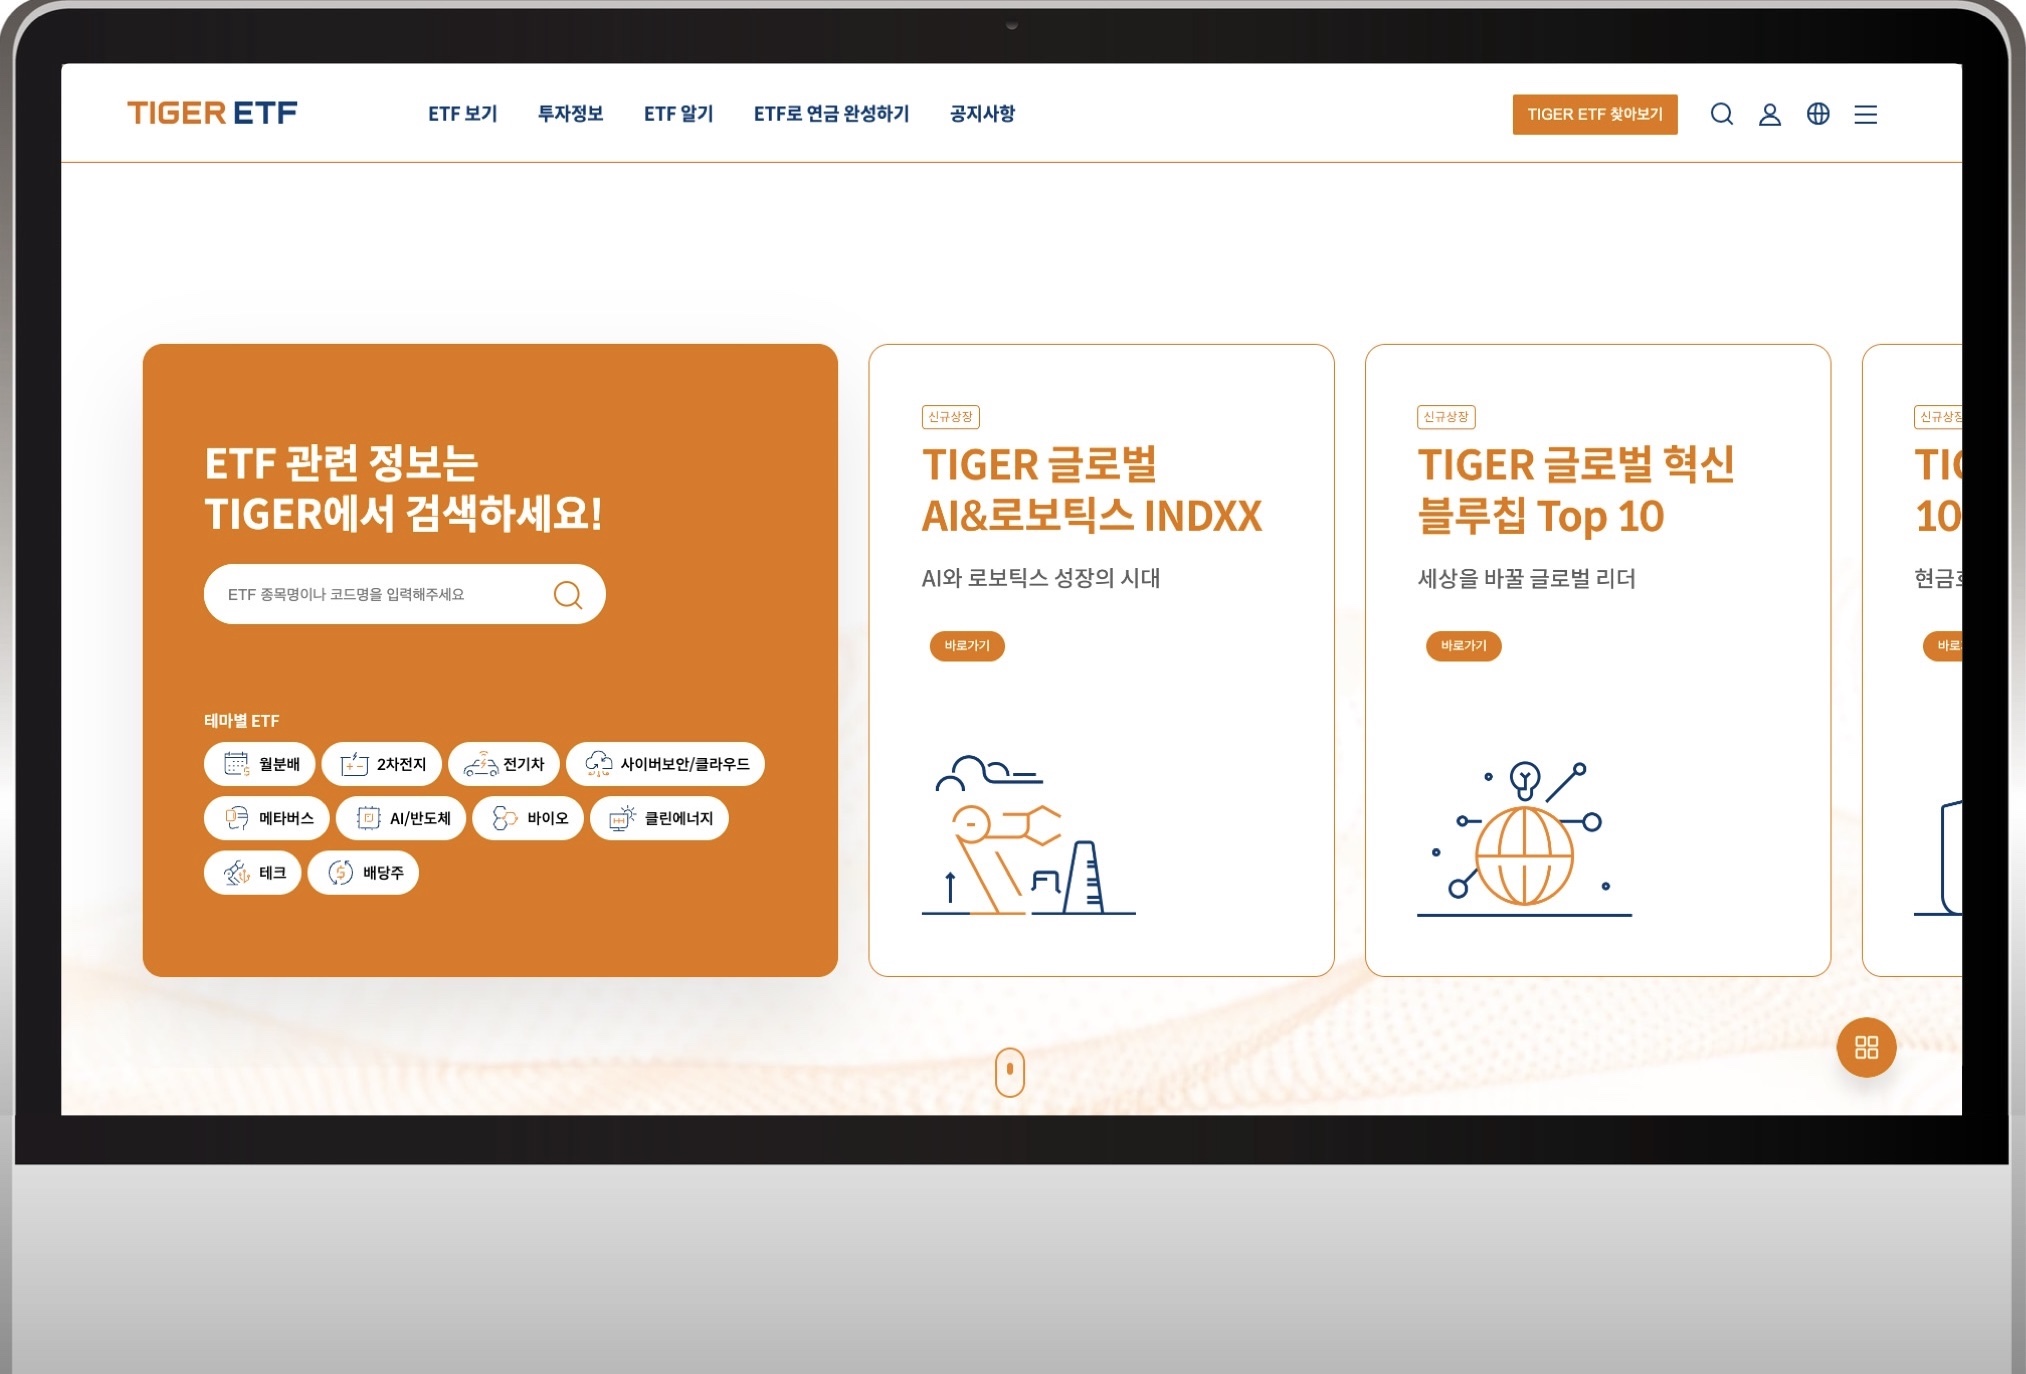 TIGER ETF
ETF 보기
투자정보
ETF 알기
ETF로 연금 완성하기
공지사항
TIGER ETF 찾아보기
ETF 관련 정보는
TIGER에서 검색하세요!
ETF 종목명이나 코드명을 입력해주세요
테마별 ETF
월분배
2차전지
전기차
사이버보안/클라우드
메타버스
AI/반도체
바이오
클린에너지
테크
배당주
신규상장
TIGER 글로벌
AI&로보틱스 INDXX
AI와 로보틱스 성장의 시대
바로가기
신규상장
TIGER 글로벌 혁신
블루칩 Top 10
세상을 바꿀 글로벌 리더
바로가기
신규상장
10